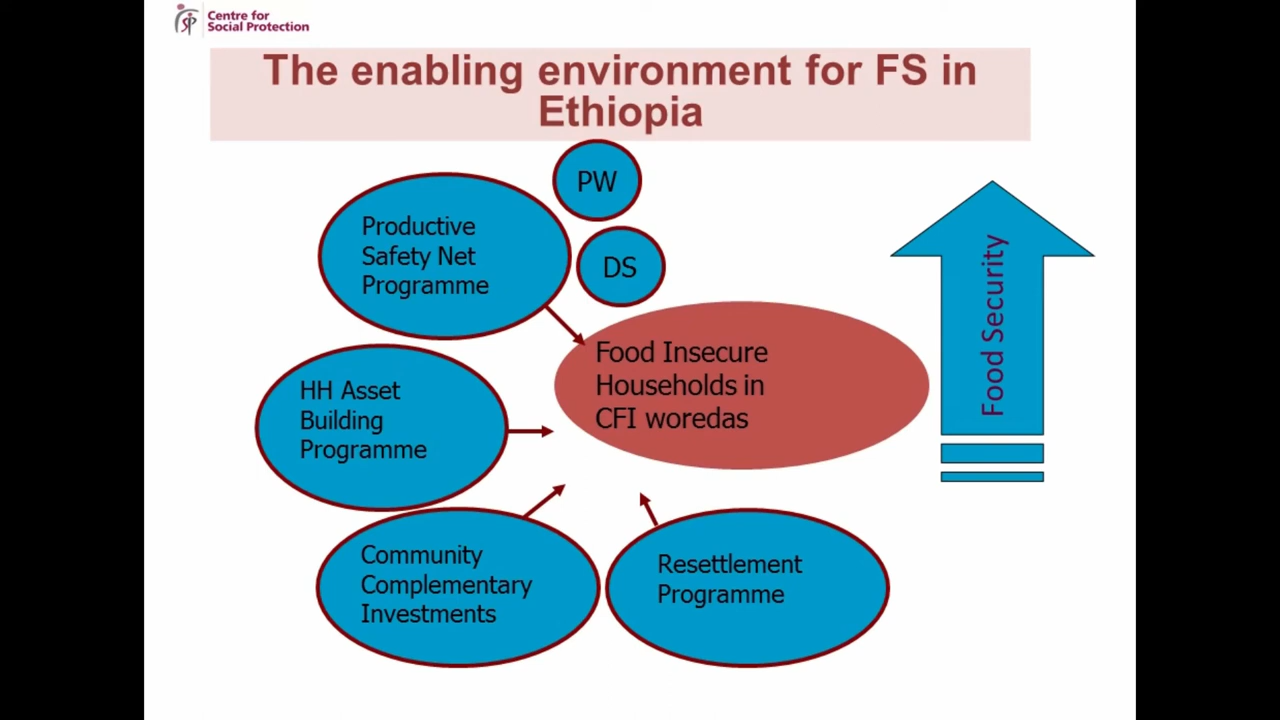 Centre for
Social Protection
The enabling environment for FS in
Ethiopia
PW
Productive
Safety Net
Programme
DS
Food Insecure
Households in
CFI woredas
Food Security
HH Asset
Building
Programme
Community
Complementary
Investments
Resettlement
Programme